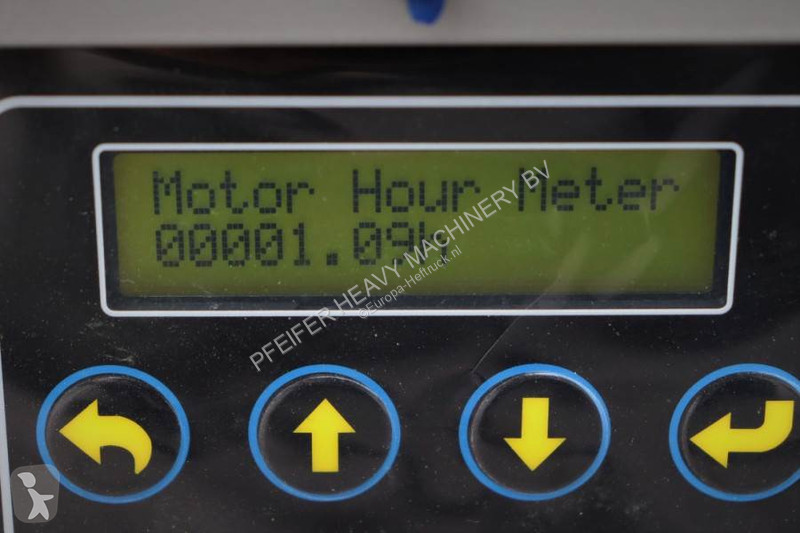 Motor Hour Meter
00001.09h
PFEIFER HEAVY MACHINERY BV
©Europa-Heftruck.nl